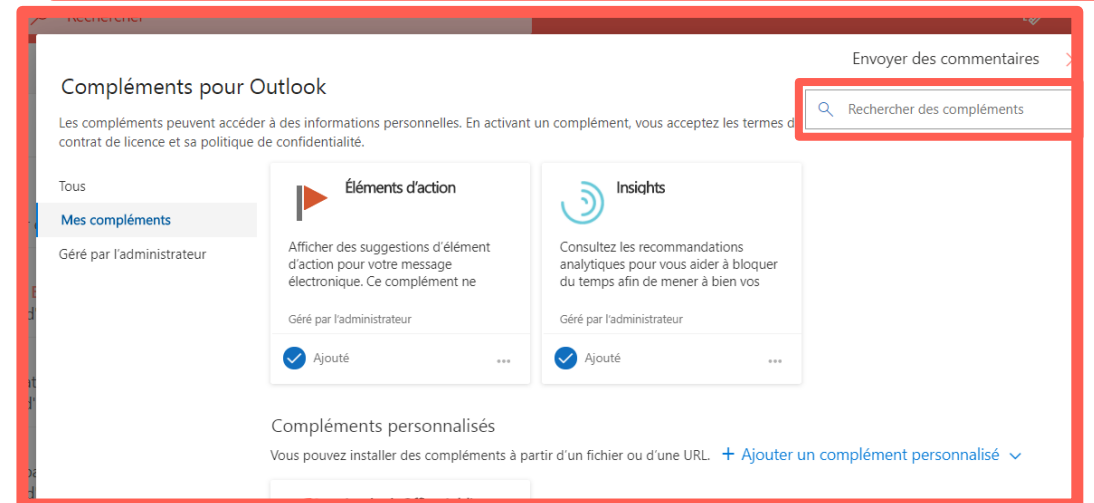 Rechercher
Envoyer des commentaires
Compléments pour Outlook
Rechercher des compléments
Les compléments peuvent accéder à des informations personnelles. En activant un complément, vous acceptez les termes d
contrat de licence et sa politique de confidentialité.
Tous
Mes compléments
Géré par l'administrateur
Éléments d'action
Afficher des suggestions d'élément
d'action pour votre message
électronique. Ce complément ne
Géré par l'administrateur
Ajouté
Insights
Consultez les recommandations
analytiques pour vous aider à bloquer
du temps afin de mener à bien vos
Géré par l'administrateur
Ajouté
Compléments personnalisés
Vous pouvez installer des compléments à partir d'un fichier ou d'une URL. + Ajouter un complément personnalisé